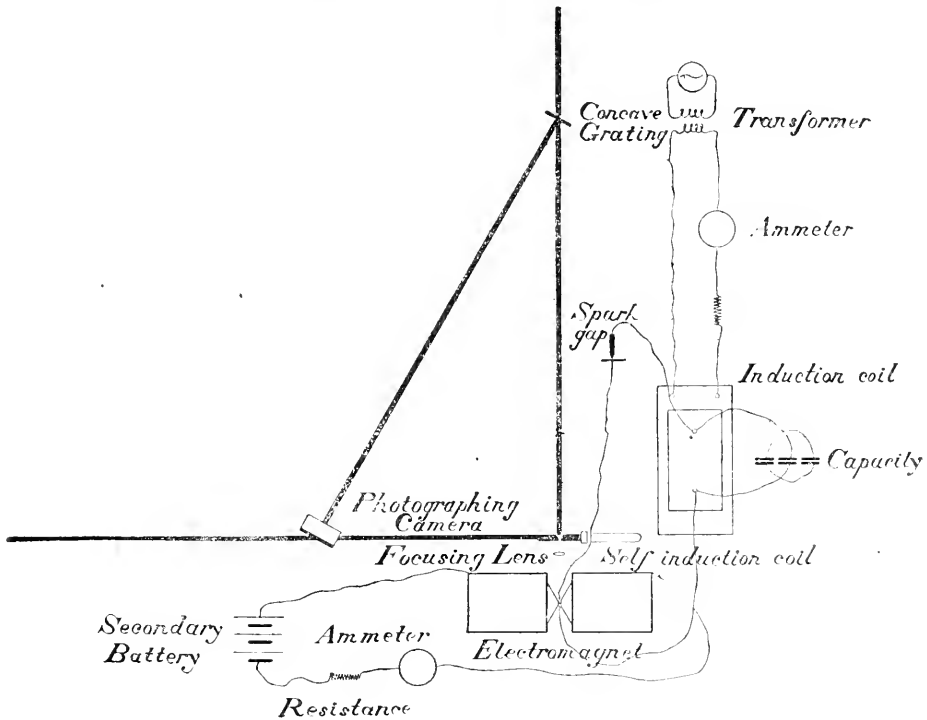 Concave
Grating
Transformer
Ammeter
Spark
gap
Induction coil
Capacity
Photographing
Camera
Focusing Lens
Self induction coil
Secondary
Battery
Ammeter
Electromagnet
Resistance